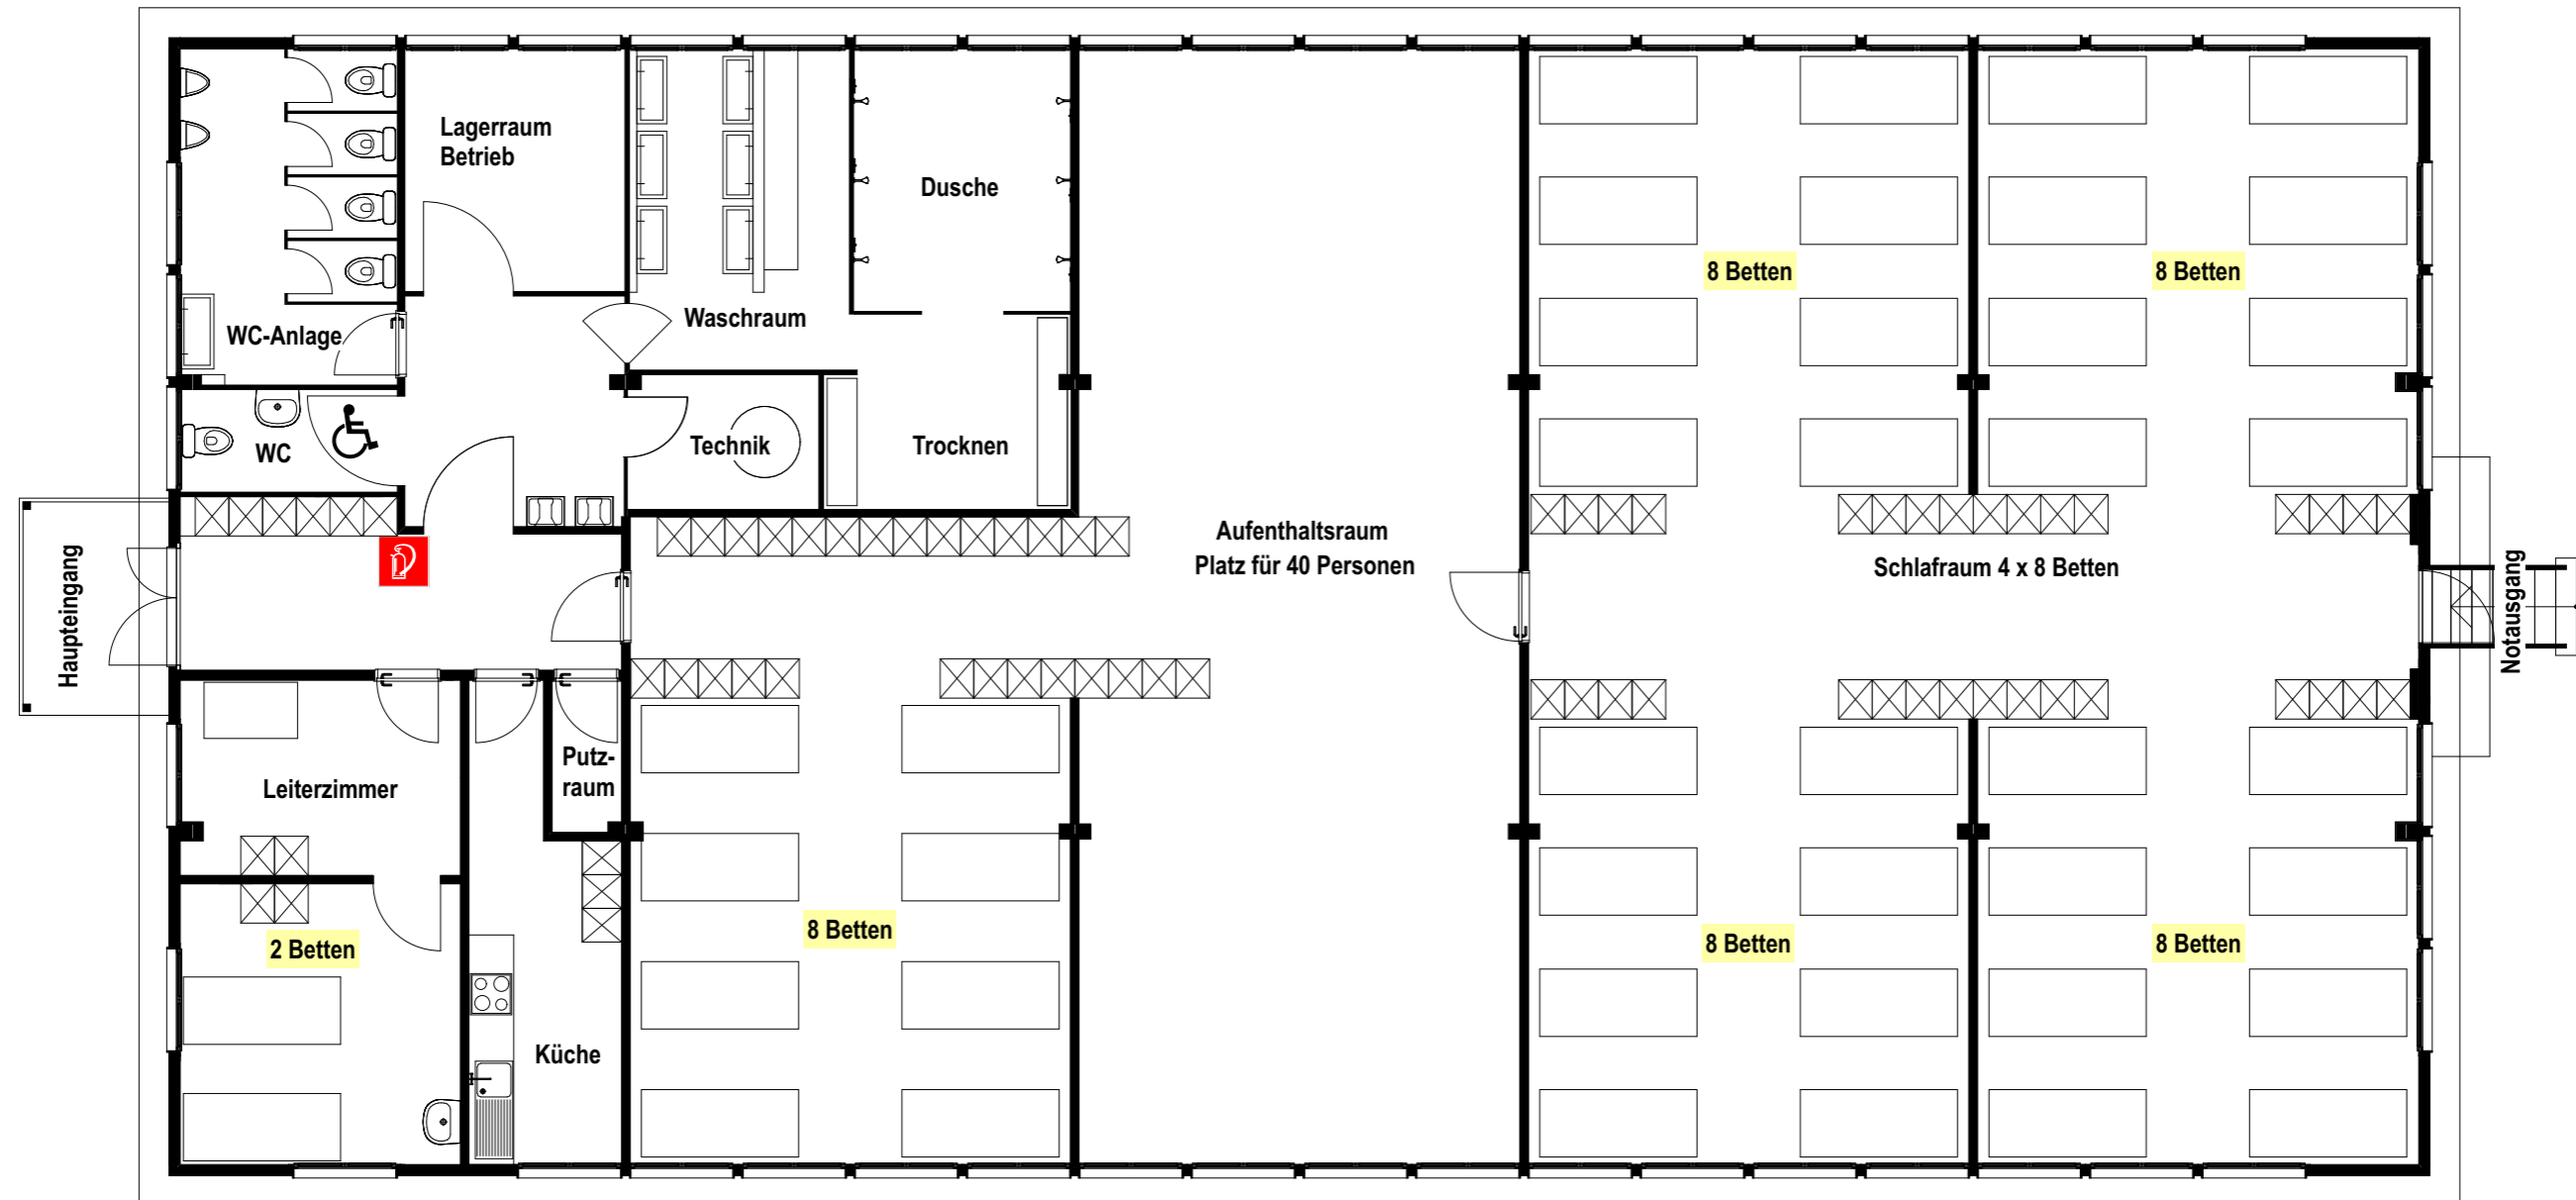 Lagerraum
Betrieb
Dusche
8 Betten
8 Betten
WC-Anlage
Waschraum
WC
Technik
Trocknen
Haupteingang
Aufenthaltsraum
Platz für 40 Personen
Schlafraum 4 x 8 Betten
Notausgang
Leiterzimmer
Putz-
raum
2 Betten
8 Betten
8 Betten
8 Betten
Küche